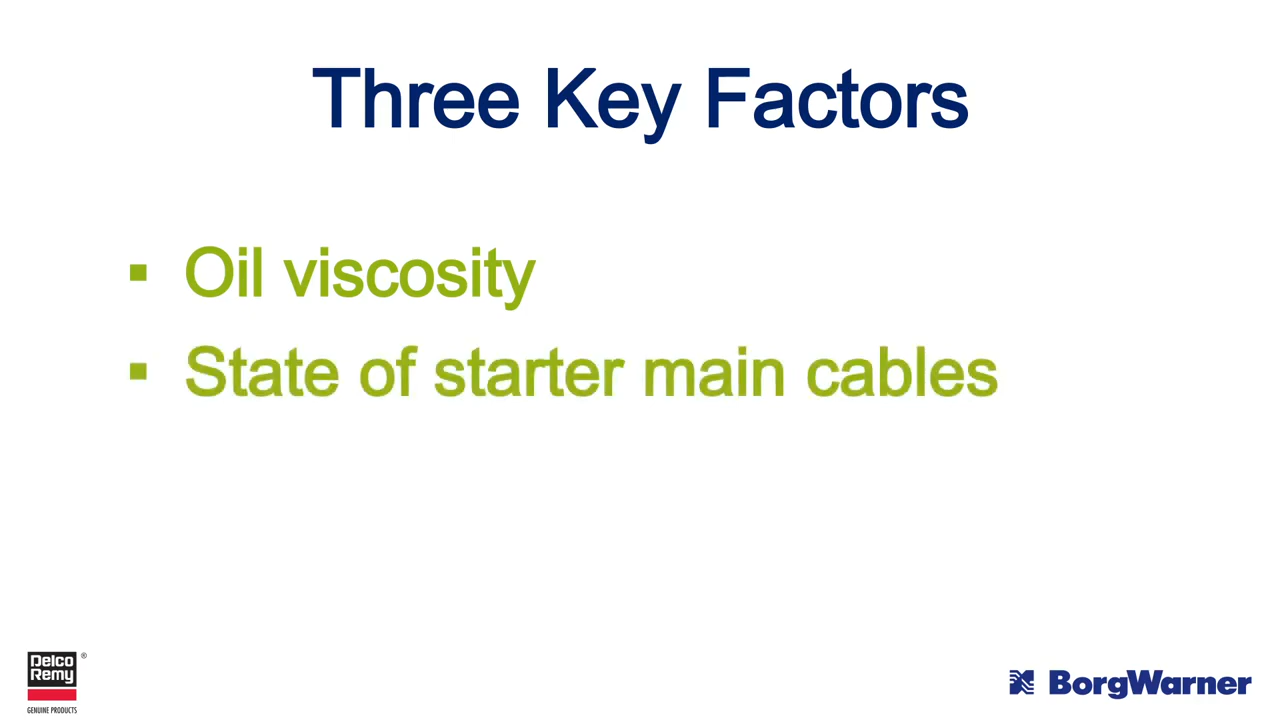 Three Key Factors
▪ Oil viscosity
▪ State of starter main cables
Delco
Remy
®
GENUINE PRODUCTS
BorgWarner